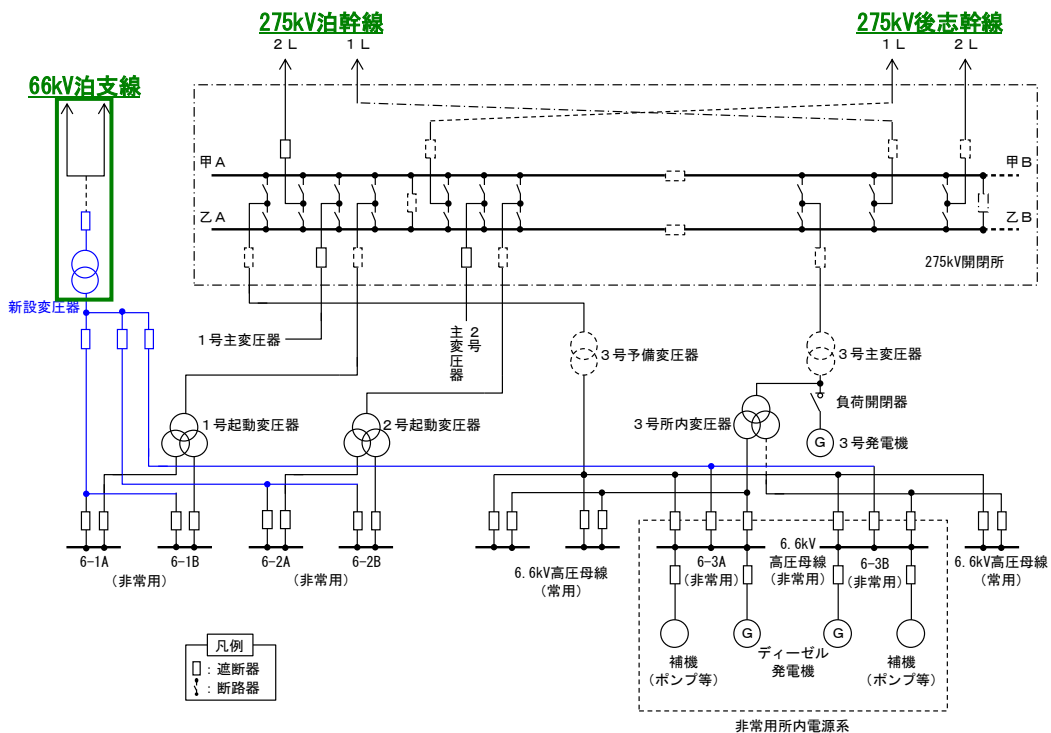 275kV泊幹線
2L
1L
275kV後志幹線
1L
2L
66kV泊支線
甲A
甲B
乙A
乙B
275kV開閉所
新設変圧器
1号主変圧器
2号
主変圧器
3号予備変圧器
3号主変圧器
負荷開閉器
1号起動変圧器
2号起動変圧器
3号所内変圧器
G
3号発電機
6-1A
6-1B
(非常用)
6-2A
6-2B
(非常用)
6.6kV高圧母線
(常用)
6-3A
(非常用)
6.6kV
高圧母線
(非常用)
6-3B
(非常用)
6.6kV高圧母線
(常用)
G
G
補機
(ポンプ等)
ディーゼル
発電機
補機
(ポンプ等)
非常用所内電源系
凡例
:遮断器
:断路器